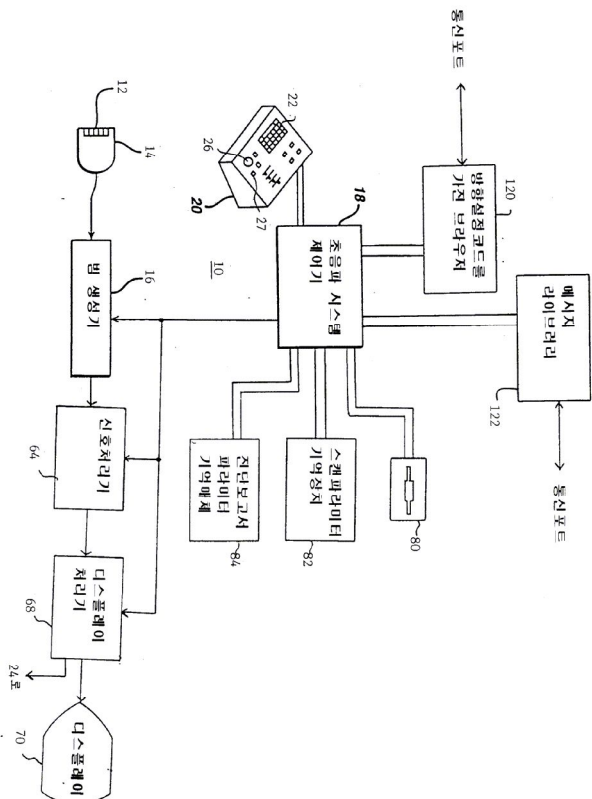 통신포트
메시지
라이브러리
122
120
방향설정코드를
가진 브라우저
통신포트
80
18
초음파 시스템
제어기
스캔파라미터
기억장치
82
진단보고서
파라미터
기억매체
84
22
26
27
20
10
12
14
16
빔 생성기
신호처리기
64
디스플레이
처리기
68
24로
디스플레이
70